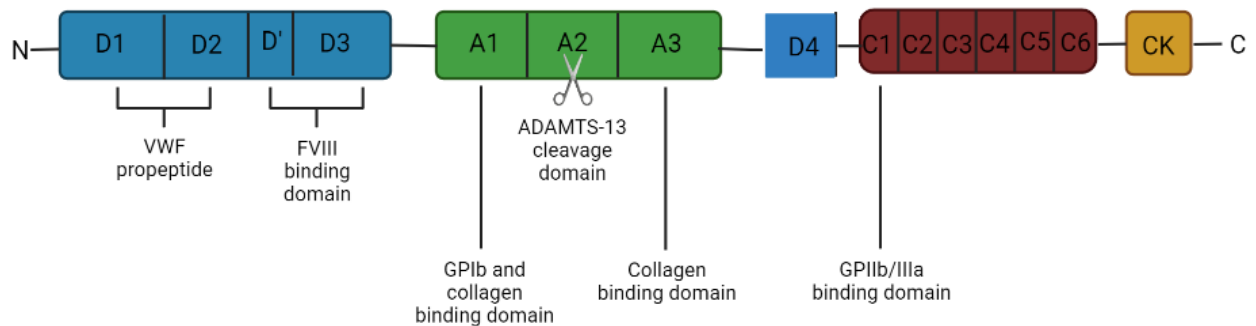 N D1 D2 D' D3 A1 A2 A3 D4 C1 C2 C3 C4 C5 C6 CK C
VWF
propeptide
FVIII
binding
domain
ADAMTS-13
cleavage
domain
GPIb and
collagen
binding domain
Collagen
binding domain
GPIIb/IIIa
binding domain